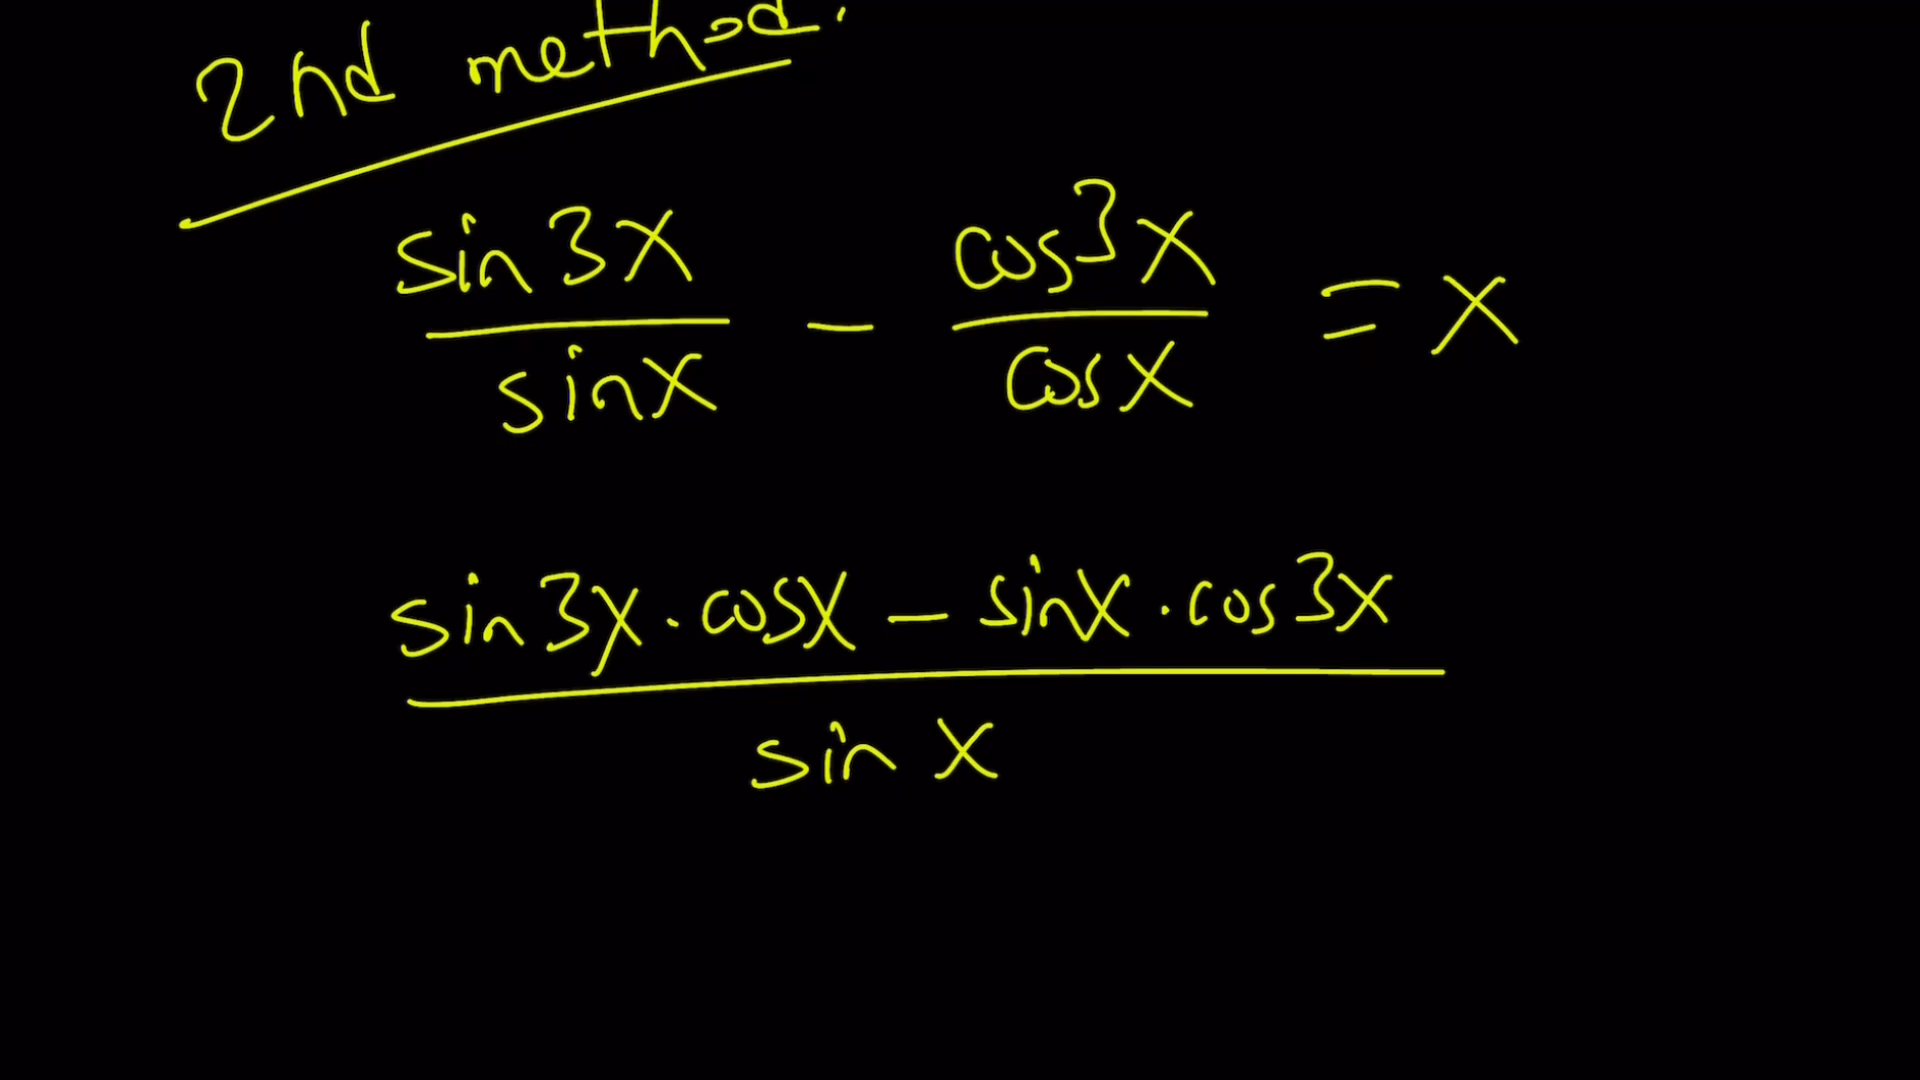 2nd method.
sin 3x / sin x - cos 3x / cos x = x
sin 3x · cos x - sin x · cos 3x / sin x